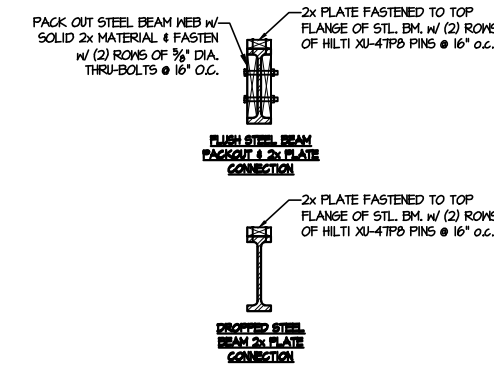 PACK OUT STEEL BEAM WEB W/
SOLID 2x MATERIAL & FASTEN
W/ (2) ROWS OF 5/8" DIA.
THRU-BOLTS @ 16" O.C.
2x PLATE FASTENED TO TOP
FLANGE OF STL. BM. W/ (2) ROWS
OF HILTI XU-47P8 PINS @ 16" O.C.
FLUSH STEEL BEAM
PACKOUT & 2x PLATE
CONNECTION
2x PLATE FASTENED TO TOP
FLANGE OF STL. BM. W/ (2) ROWS
OF HILTI XU-47P8 PINS @ 16" O.C.
DROPPED STEEL
BEAM 2x PLATE
CONNECTION